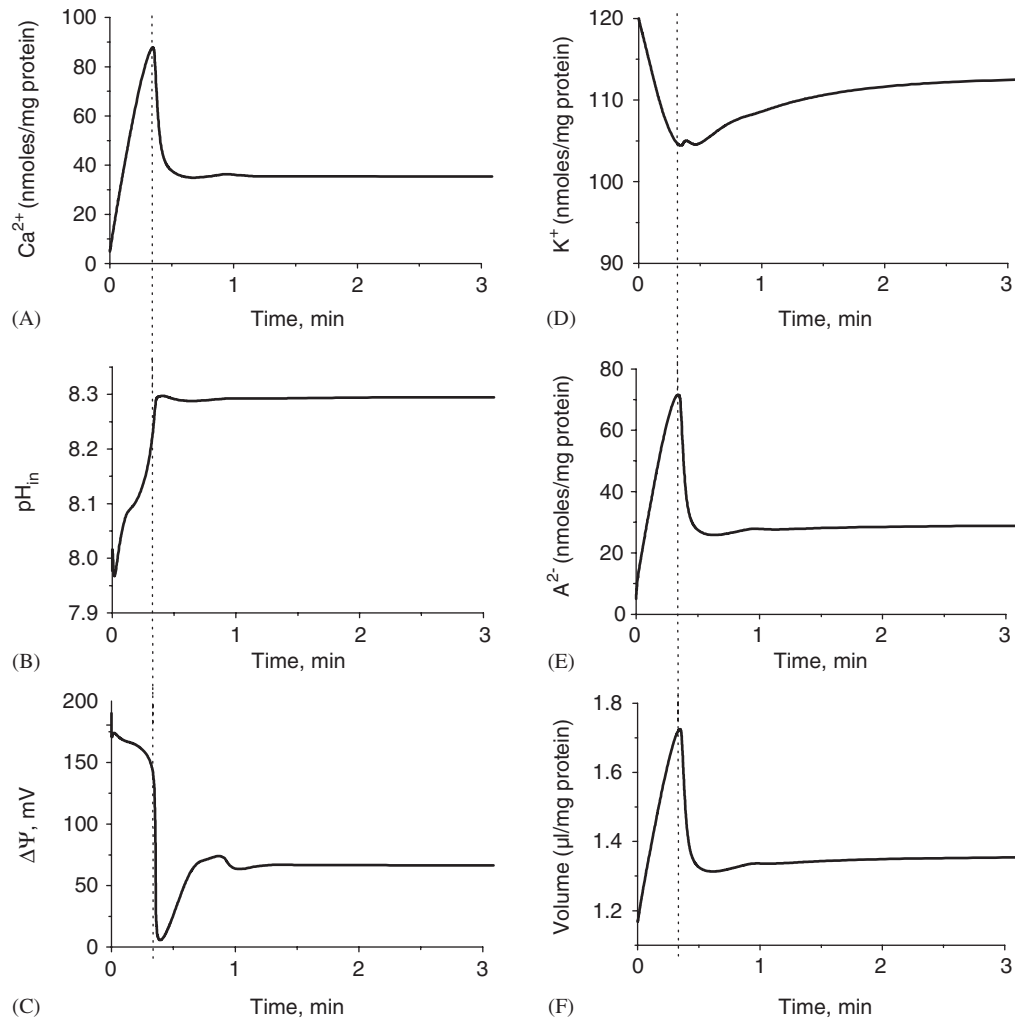 100
80
60
40
20
0
Ca²⁺ (nmoles/mg protein)
0 1 2 3
Time, min
(A)
120
110
100
90
K⁺ (nmoles/mg protein)
0 1 2 3
Time, min
(D)
8.3
8.2
8.1
8.0
7.9
pHᵢₙ
0 1 2 3
Time, min
(B)
80
60
40
20
0
A²⁻ (nmoles/mg protein)
0 1 2 3
Time, min
(E)
200
150
100
50
0
ΔΨ, mV
0 1 2 3
Time, min
(C)
1.8
1.6
1.4
1.2
Volume (µl/mg protein)
0 1 2 3
Time, min
(F)